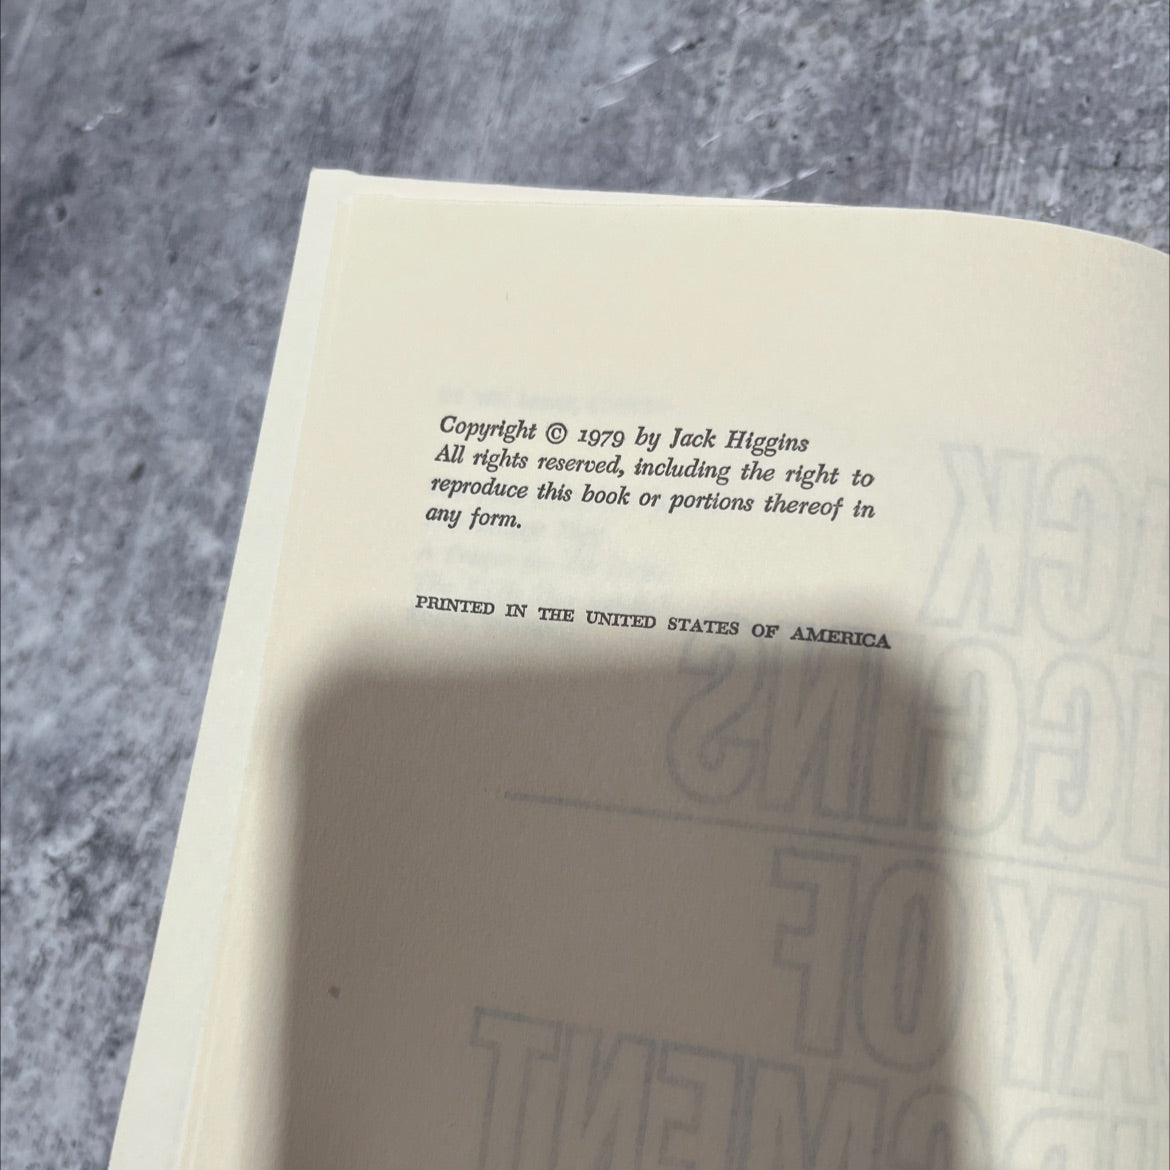 Copyright © 1979 by Jack Higgins
All rights reserved, including the right to
reproduce this book or portions thereof in
any form.
PRINTED IN THE UNITED STATES OF AMERICA